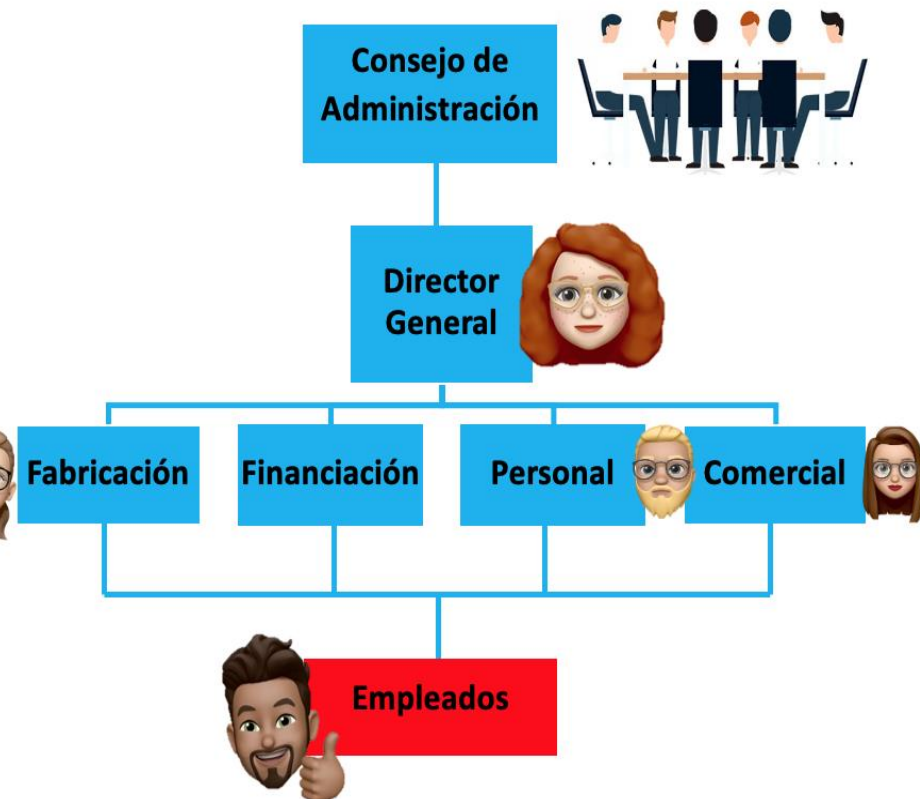 Consejo de
Administración
Director
General
Fabricación
Financiación
Personal
Comercial
Empleados